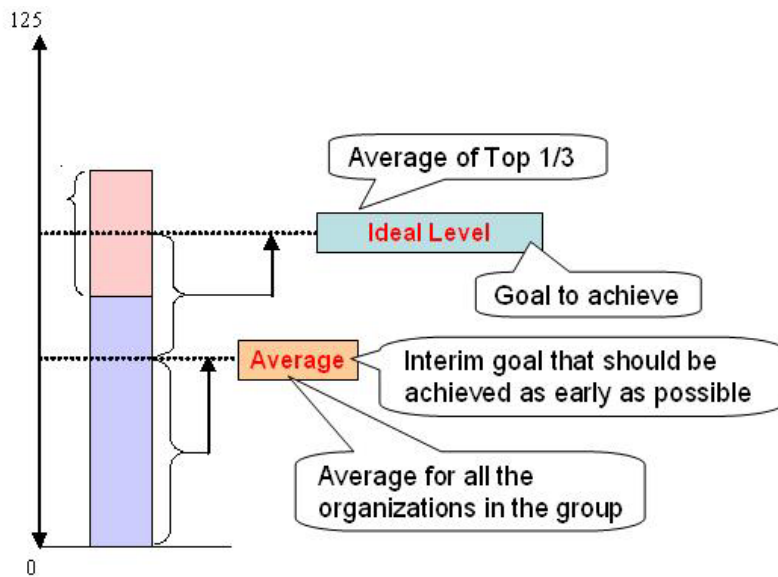 125
Average of Top 1/3
Ideal Level
Goal to achieve
Average
Interim goal that should be
achieved as early as possible
Average for all the
organizations in the group
0